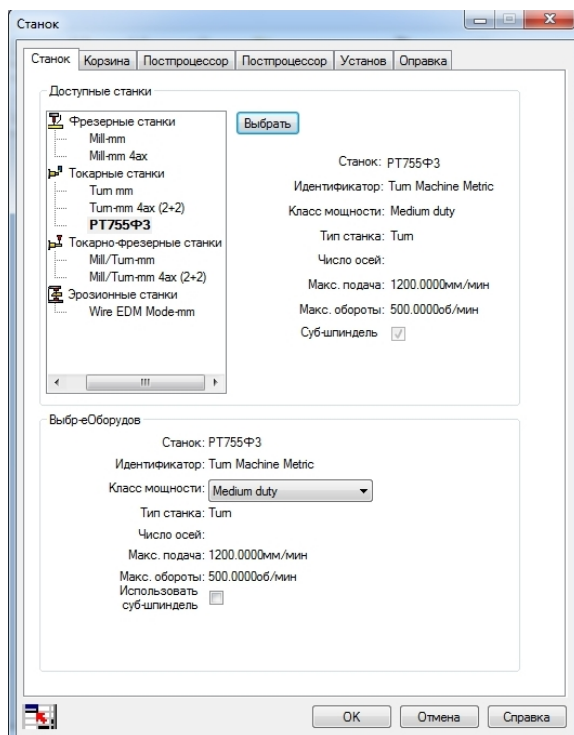 Станок
Станок Корзина Постпроцессор Постпроцессор Установ Оправка
Доступные станки
Фрезерные станки
Mill-mm
Mill-mm 4ax
Токарные станки
Turn mm
Turn-mm 4ax (2+2)
РТ755Ф3
Токарно-фрезерные станки
Mill/Turn-mm
Mill/Turn-mm 4ax (2+2)
Эрозионные станки
Wire EDM Mode-mm
Выбрать
Станок: РТ755Ф3
Идентификатор: Turn Machine Metric
Класс мощности: Medium duty
Тип станка: Turn
Число осей:
Макс. подача: 1200.0000мм/мин
Макс. обороты: 500.0000об/мин
Суб-шпиндель
Выбр-еОборудов
Станок: РТ755Ф3
Идентификатор: Turn Machine Metric
Класс мощности: Medium duty
Тип станка: Turn
Число осей:
Макс. подача: 1200.0000мм/мин
Макс. обороты: 500.0000об/мин
Использовать
суб-шпиндель
OK Отмена Справка